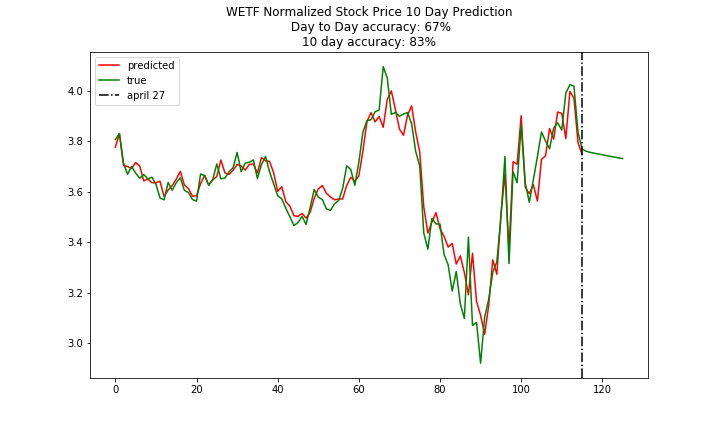 WETF Normalized Stock Price 10 Day Prediction
Day to Day accuracy: 67%
10 day accuracy: 83%
predicted
true
april 27
4.0
3.8
3.6
3.4
3.2
3.0
0 20 40 60 80 100 120